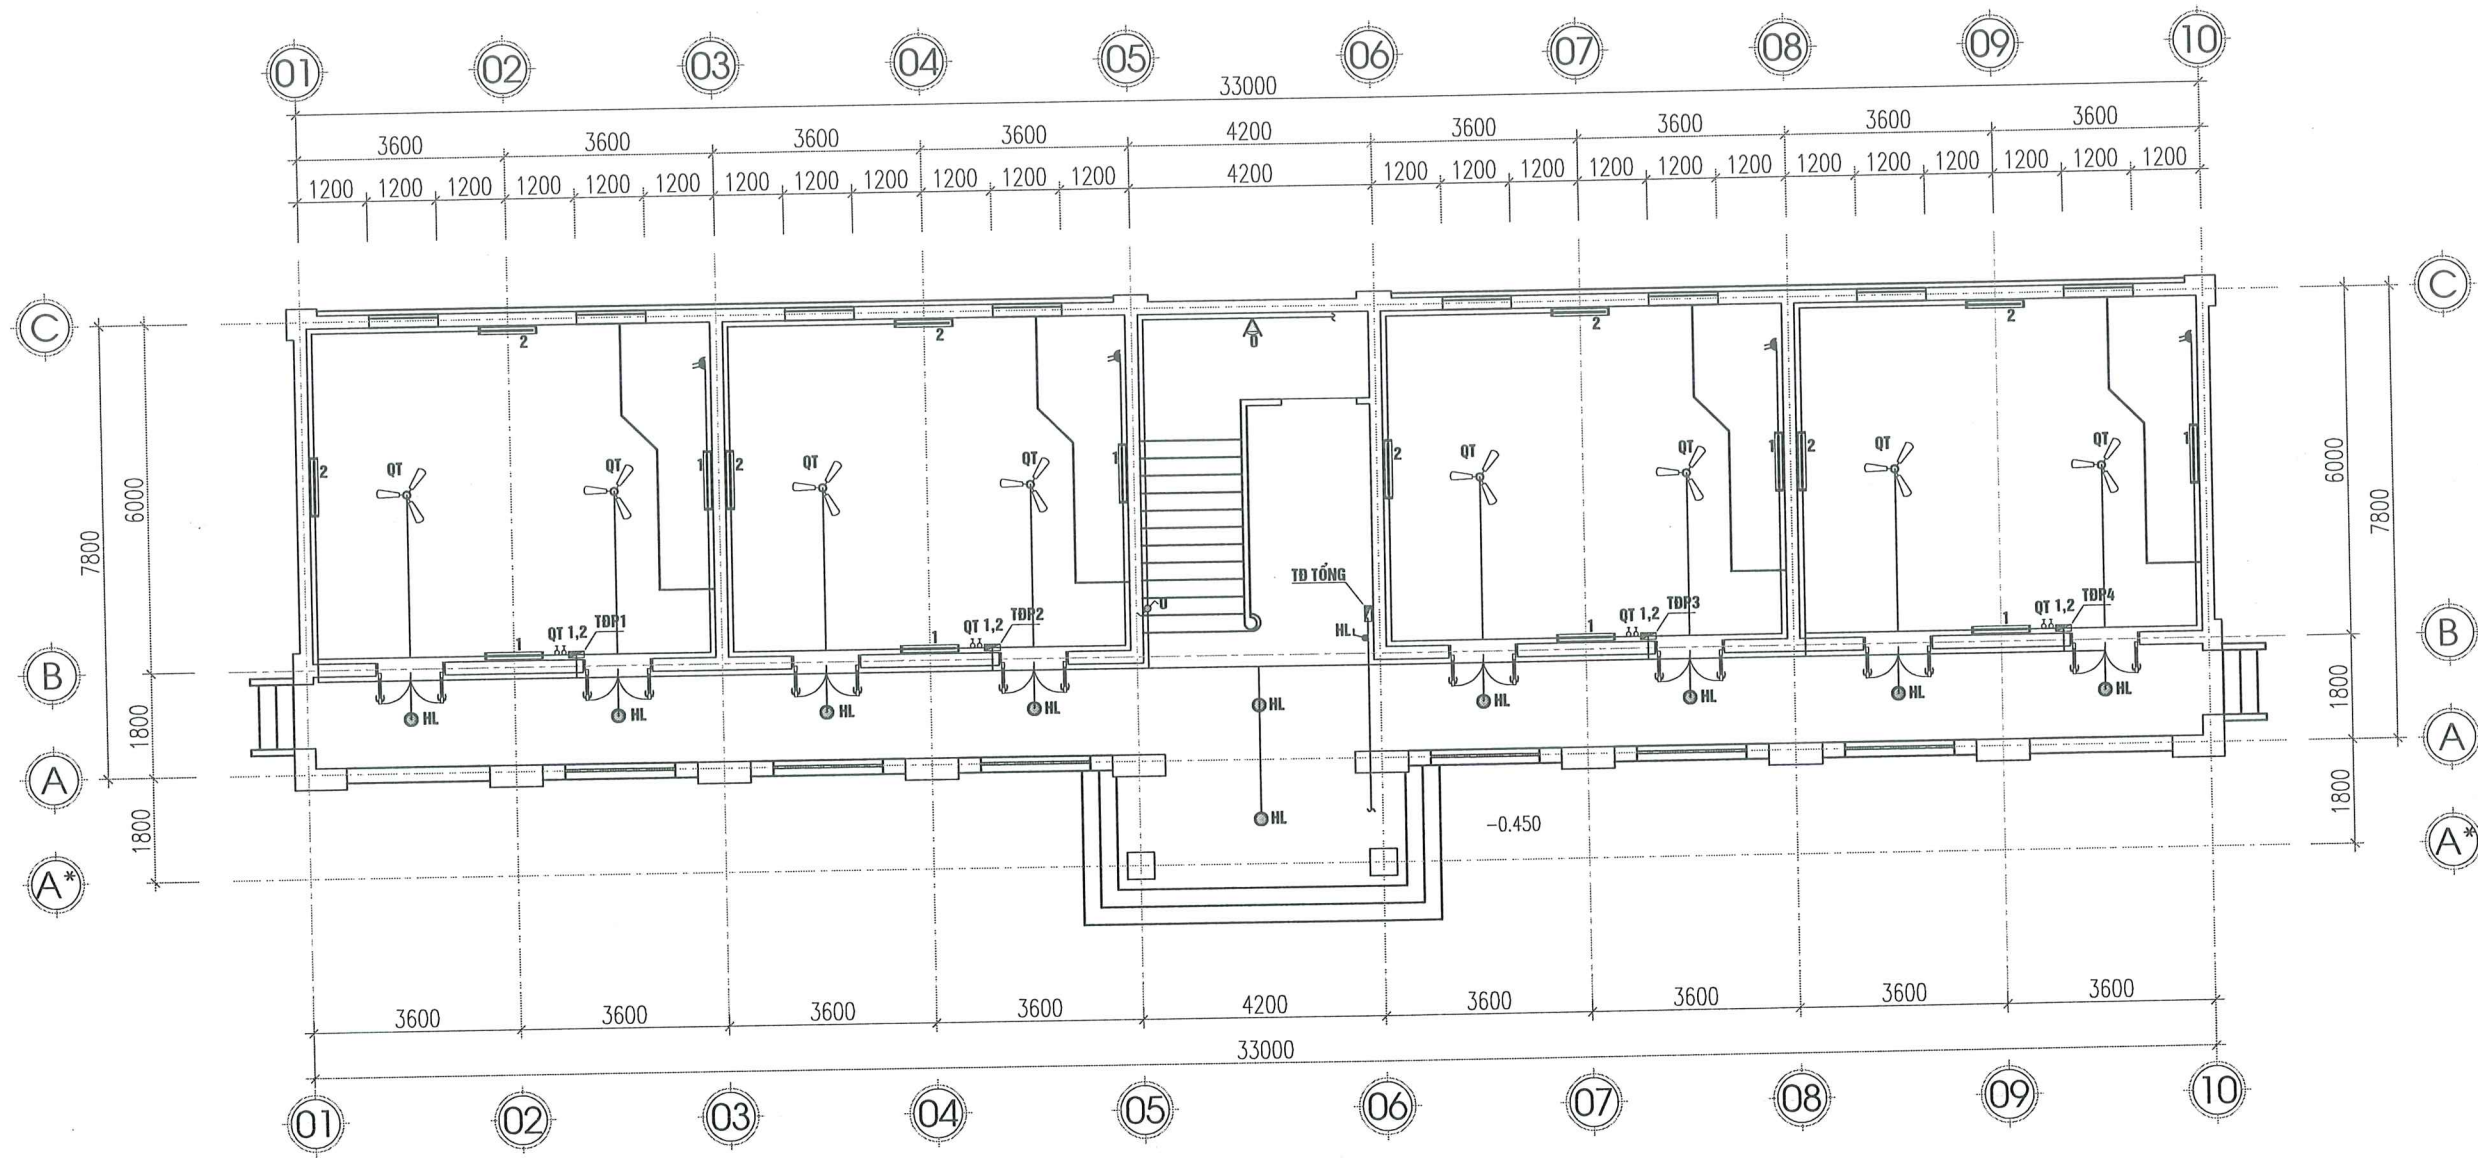 01 02 03 04 05 06 07 08 09 10
33000
3600 3600 3600 3600 4200 3600 3600 3600 3600
1200 1200 1200 1200 1200 1200 1200 1200 1200 1200 1200 1200 4200 1200 1200 1200 1200 1200 1200 1200 1200 1200 1200 1200 1200
C C
2 2 2 2
QT QT QT QT QT QT QT QT
2 1 2 1 2 1 2 1
7800 6000 6000 7800
TĐ TỔNG
1 QT 1,2 TĐP1 1 QT 1,2 TĐP2 U HL 1 QT 1,2 TĐP3 1 QT 1,2 TĐP4
B B
HL HL HL HL HL HL HL HL HL
1800 1800
A A
HL
-0.450
1800 1800
A* A*
3600 3600 3600 3600 4200 3600 3600 3600 3600
33000
01 02 03 04 05 06 07 08 09 10